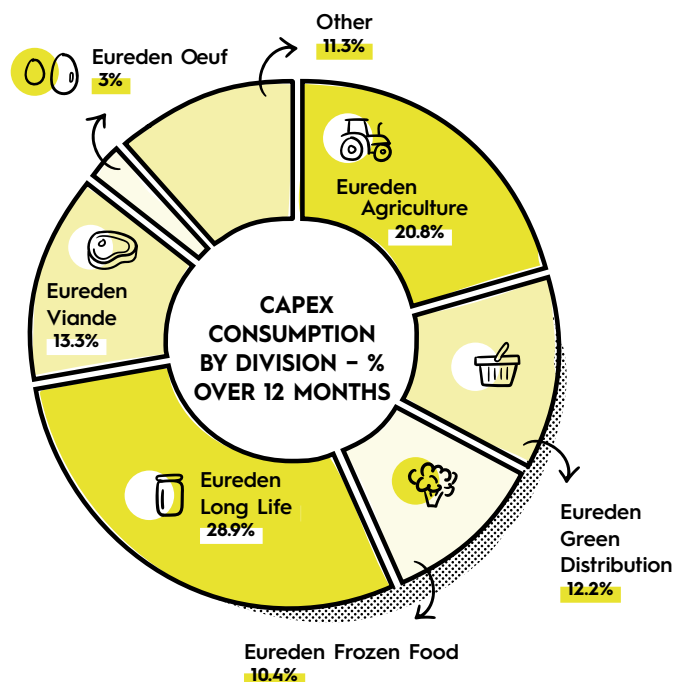 Other
11.3%
Eureden Oeuf
3%
Eureden
Agriculture
20.8%
Eureden
Viande
13.3%
CAPEX
CONSUMPTION
BY DIVISION – %
OVER 12 MONTHS
Eureden
Long Life
28.9%
Eureden
Green
Distribution
12.2%
Eureden Frozen Food
10.4%